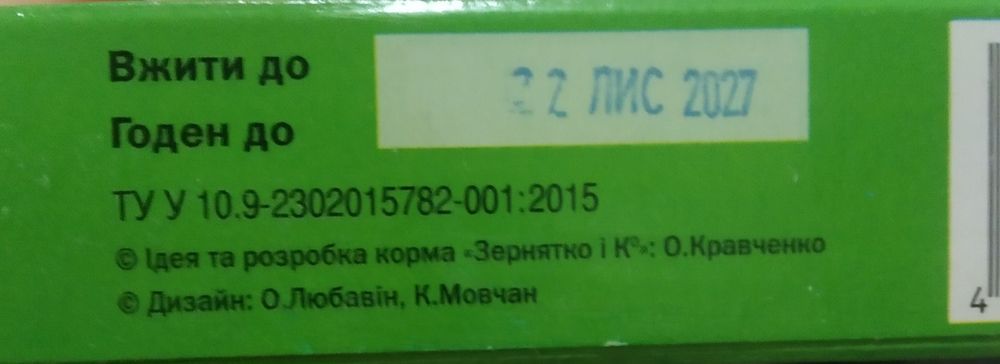 Вжити до
22 ЛИС 2027
Годен до
ТУ У 10.9-2302015782-001:2015
© Ідея та розробка корма «Зернятко і К°»: О.Кравченко
© Дизайн: О.Любавін, К.Мовчан
4